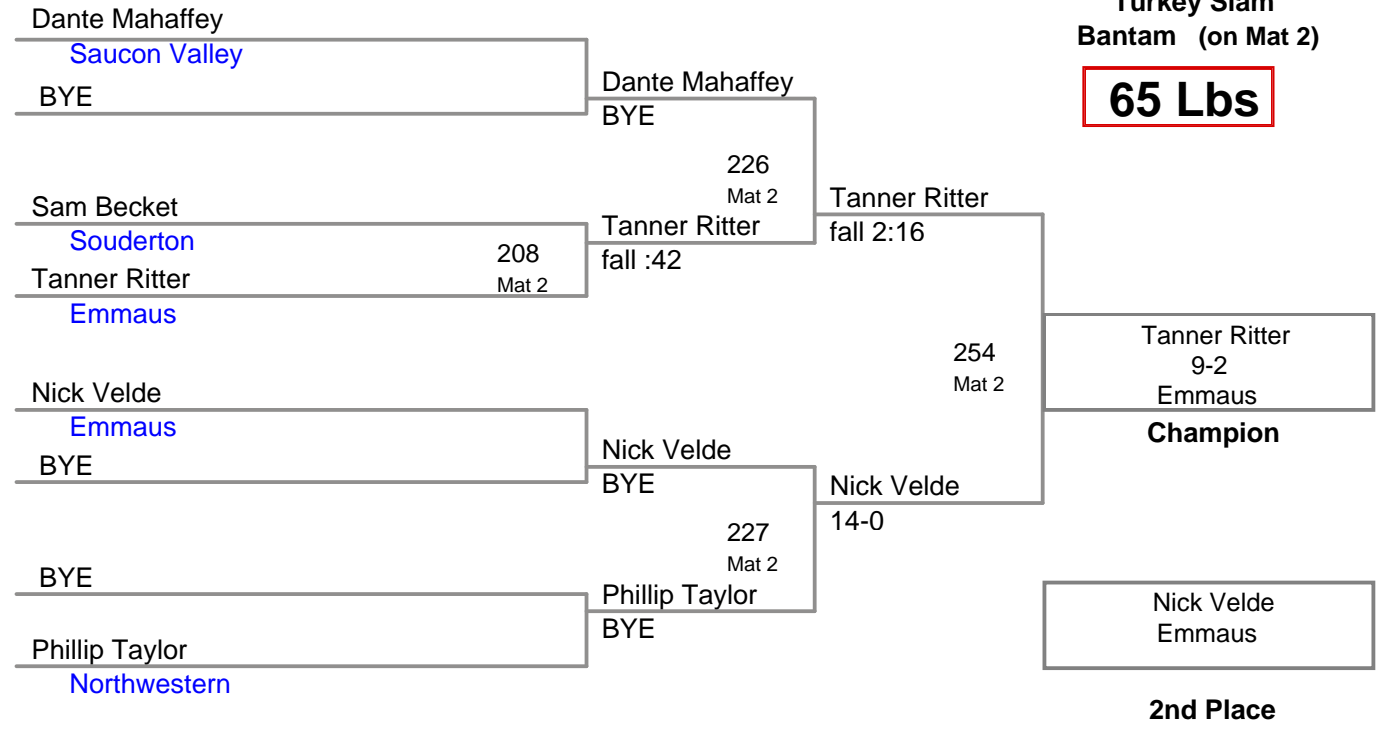 Turkey Slam
Bantam (on Mat 2)
65 Lbs
Dante Mahaffey
Saucon Valley
BYE
Sam Becket
Souderton
Tanner Ritter
Emmaus
208
Mat 2
Nick Velde
Emmaus
BYE
BYE
Phillip Taylor
Northwestern
Dante Mahaffey
BYE
226
Mat 2
Tanner Ritter
fall :42
Nick Velde
BYE
227
Mat 2
Phillip Taylor
BYE
Tanner Ritter
fall 2:16
254
Mat 2
Nick Velde
14-0
Tanner Ritter
9-2
Emmaus
Champion
Nick Velde
Emmaus
2nd Place